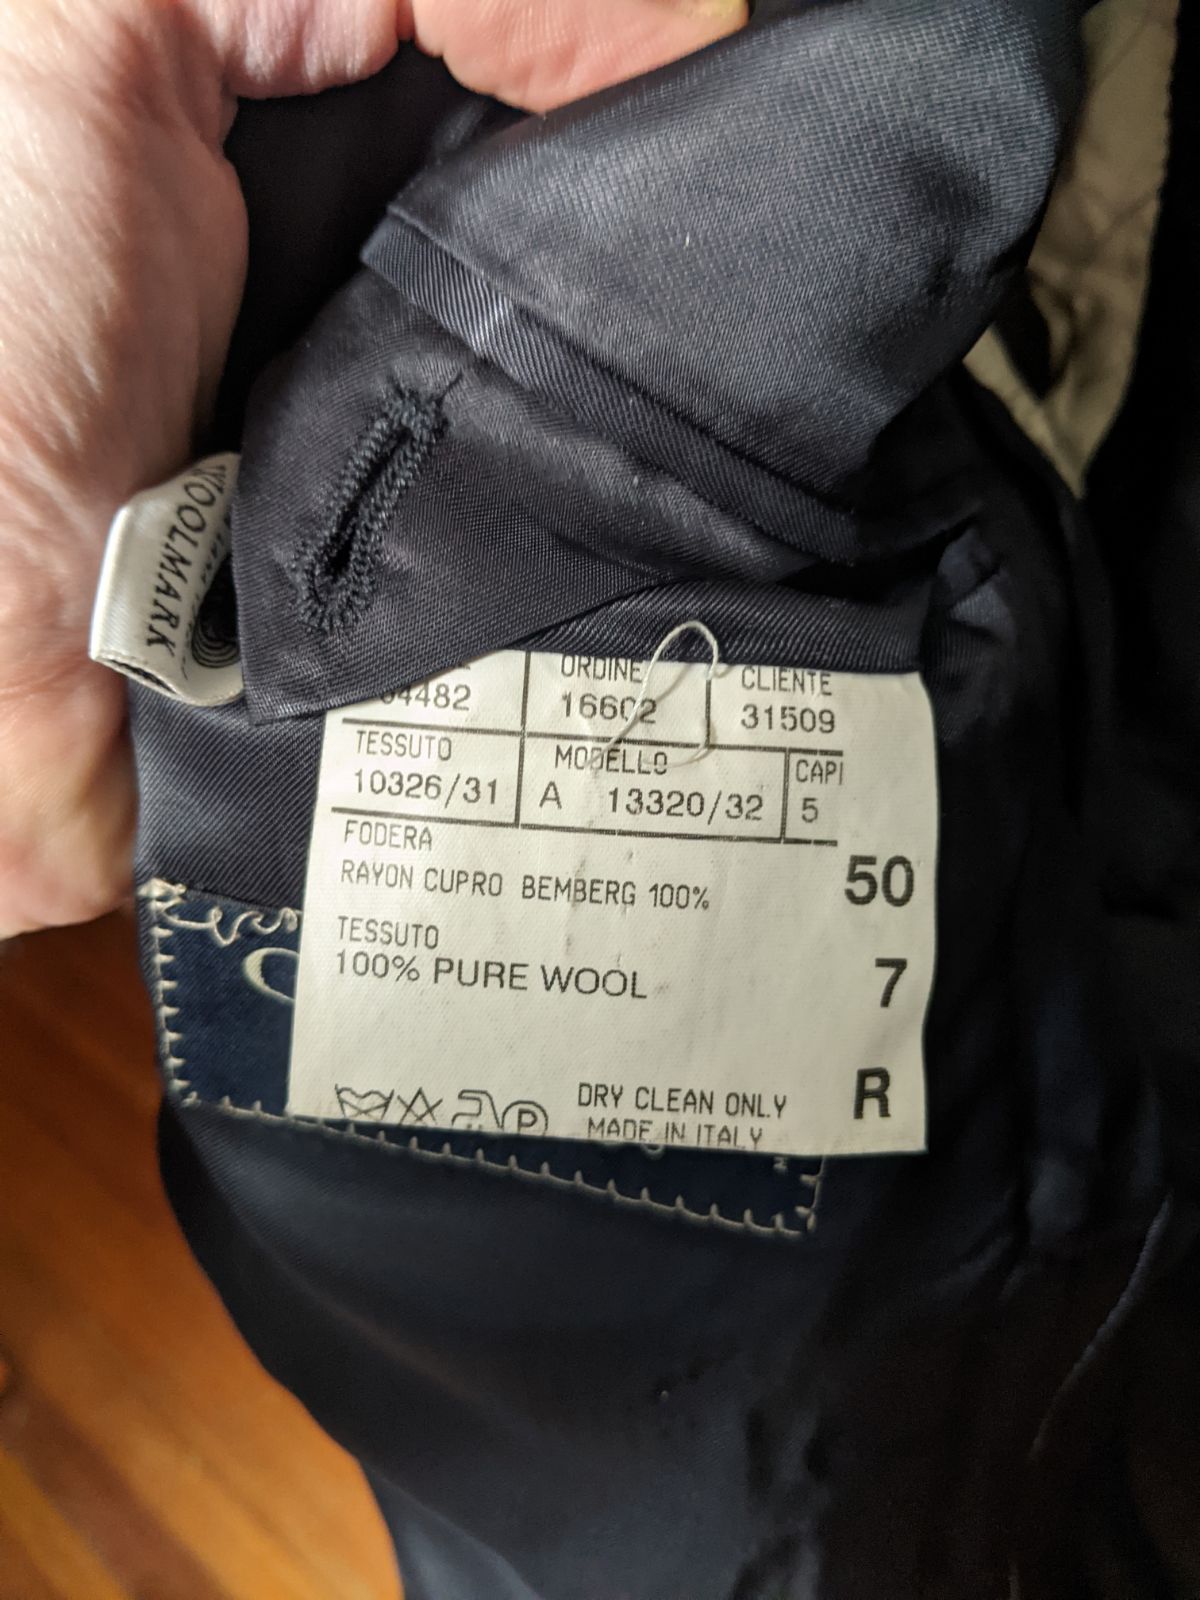 WOOLMARK
ORDINE
CLIENTE
4482
16602
31509
TESSUTO
MODELLO
CAPI
10326/31
A 13320/32
5
FODERA
RAYON CUPRO BEMBERG 100%
50
TESSUTO
100% PURE WOOL
7
R
P
DRY CLEAN ONLY
MADE IN ITALY